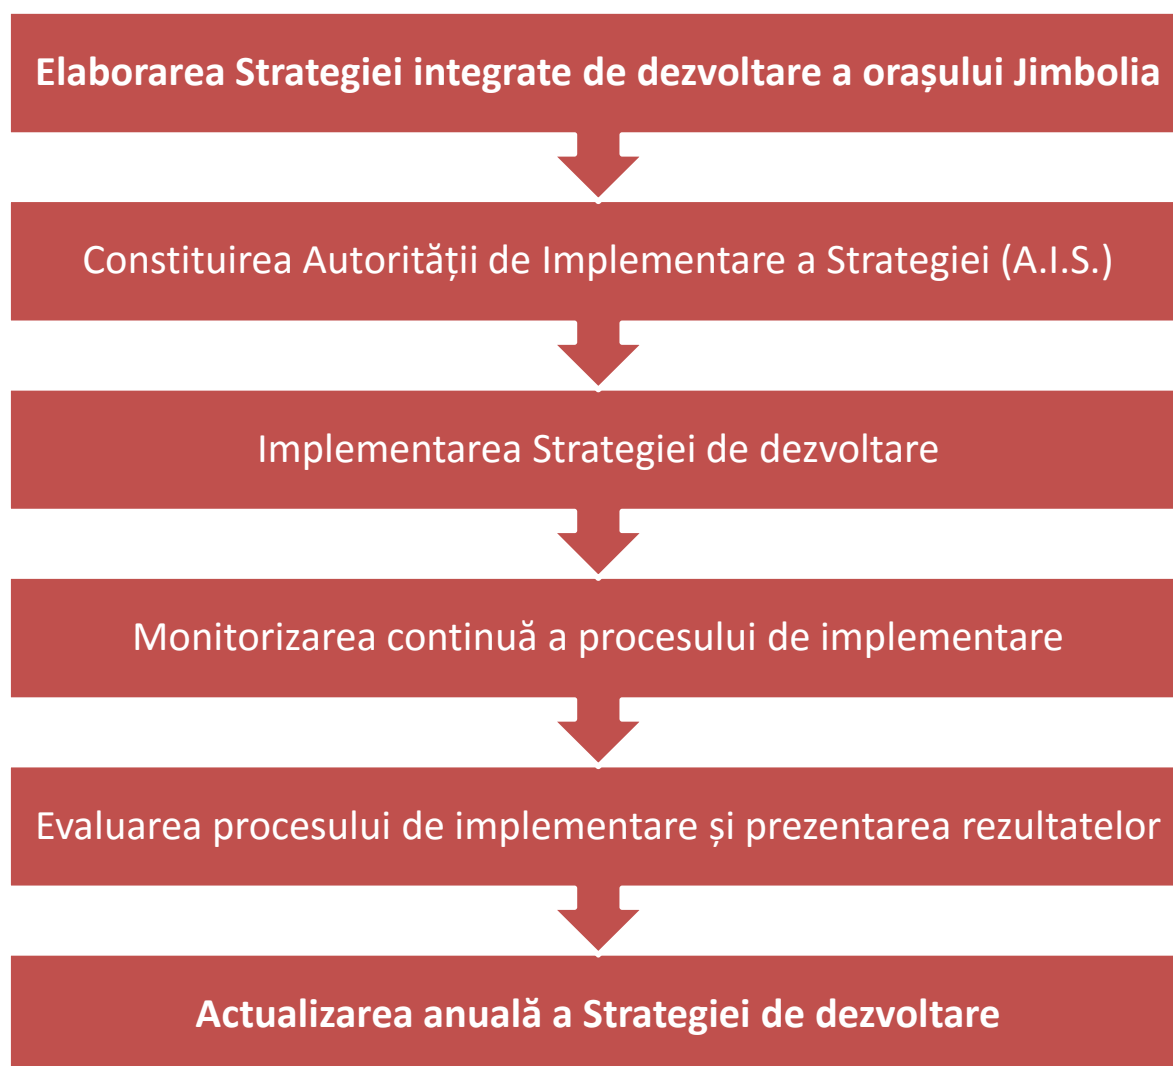 Elaborarea Strategiei integrate de dezvoltare a orașului Jimbolia
Constituirea Autorității de Implementare a Strategiei (A.I.S.)
Implementarea Strategiei de dezvoltare
Monitorizarea continuă a procesului de implementare
Evaluarea procesului de implementare și prezentarea rezultatelor
Actualizarea anuală a Strategiei de dezvoltare